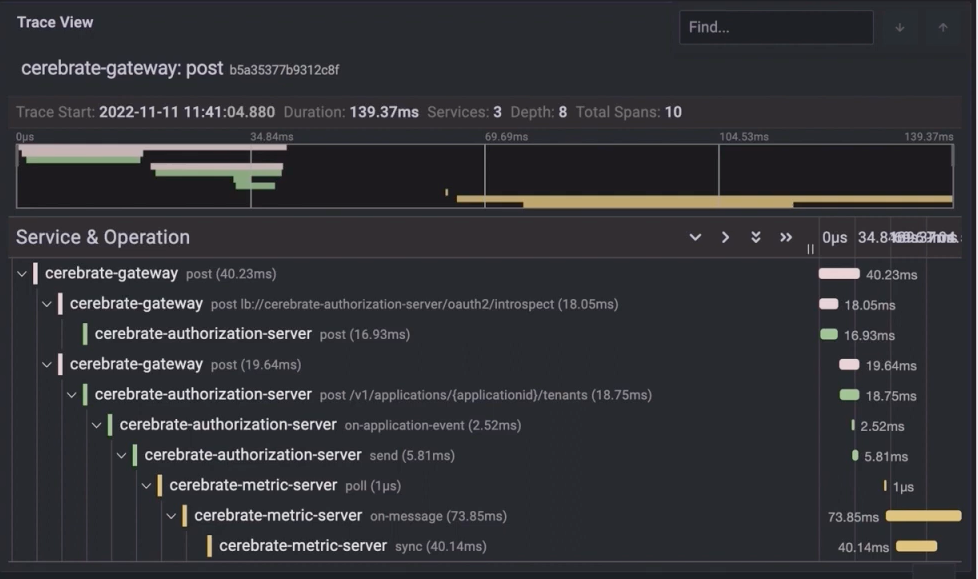 Trace View
Find...
cerebrate-gateway: post b5a35377b9312c8f
Trace Start: 2022-11-11 11:41:04.880 Duration: 139.37ms Services: 3 Depth: 8 Total Spans: 10
0μs 34.84ms 69.69ms 104.53ms 139.37ms
Service & Operation 0μs
cerebrate-gateway post (40.23ms) 40.23ms
cerebrate-gateway post lb://cerebrate-authorization-server/oauth2/introspect (18.05ms) 18.05ms
cerebrate-authorization-server post (16.93ms) 16.93ms
cerebrate-gateway post (19.64ms) 19.64ms
cerebrate-authorization-server post /v1/applications/{applicationid}/tenants (18.75ms) 18.75ms
cerebrate-authorization-server on-application-event (2.52ms) 2.52ms
cerebrate-authorization-server send (5.81ms) 5.81ms
cerebrate-metric-server poll (1μs) 1μs
cerebrate-metric-server on-message (73.85ms) 73.85ms
cerebrate-metric-server sync (40.14ms) 40.14ms